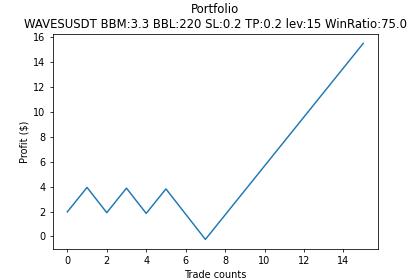 Portfolio
WAVESUSDT BBM:3.3 BBL:220 SL:0.2 TP:0.2 lev:15 WinRatio:75.0
16
14
12
10
8
6
4
2
0
Profit ($)
0 2 4 6 8 10 12 14
Trade counts